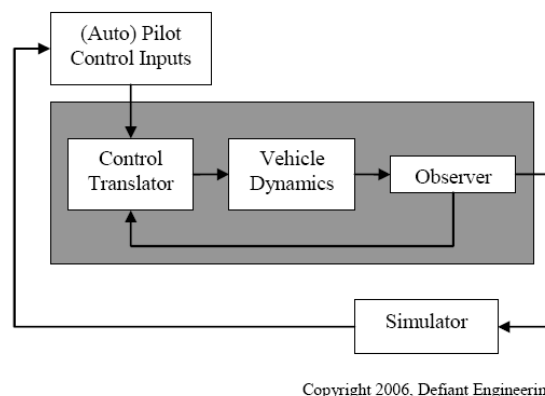 (Auto) Pilot
Control Inputs
Control
Translator
Vehicle
Dynamics
Observer
Simulator
Copyright 2006, Defiant Engineerin